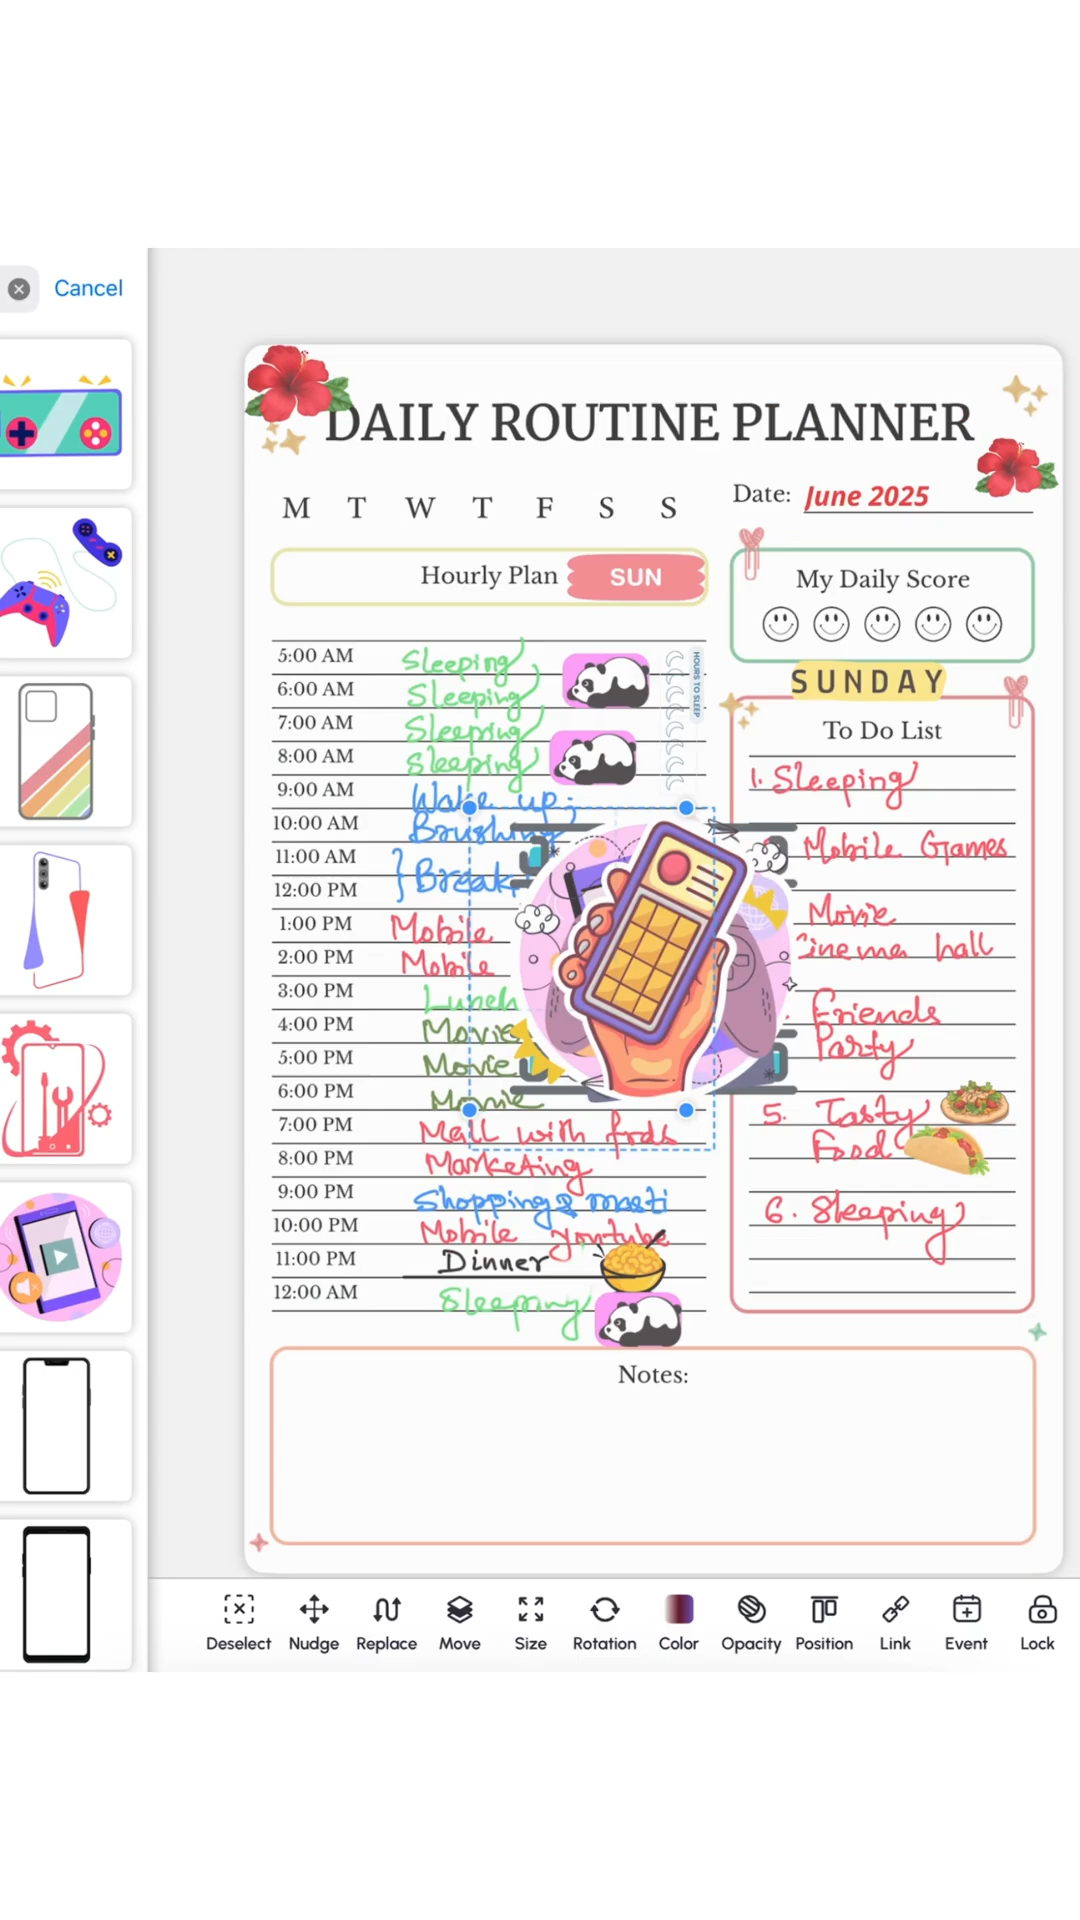 Cancel
DAILY ROUTINE PLANNER
M T W T F S S
Date: June 2025
Hourly Plan SUN
My Daily Score
5:00 AM Sleeping
6:00 AM Sleeping
7:00 AM Sleeping
8:00 AM Sleeping
9:00 AM Wake up;
10:00 AM Brushing
11:00 AM
12:00 PM } Break
1:00 PM Mobile
2:00 PM Mobile
3:00 PM Lunch
4:00 PM Movie
5:00 PM Movie
6:00 PM Movie
7:00 PM Mall with frds
8:00 PM Marketing
9:00 PM Shopping & masti
10:00 PM Mobile youtube
11:00 PM Dinner
12:00 AM Sleeping
HOURS TO SLEEP
SUNDAY
To Do List
1. Sleeping
Mobile Games
Movie
Cinema hall
Friends
Party
5. Tasty
Food
6. Sleeping
Notes:
Deselect Nudge Replace Move Size Rotation Color Opacity Position Link Event Lock